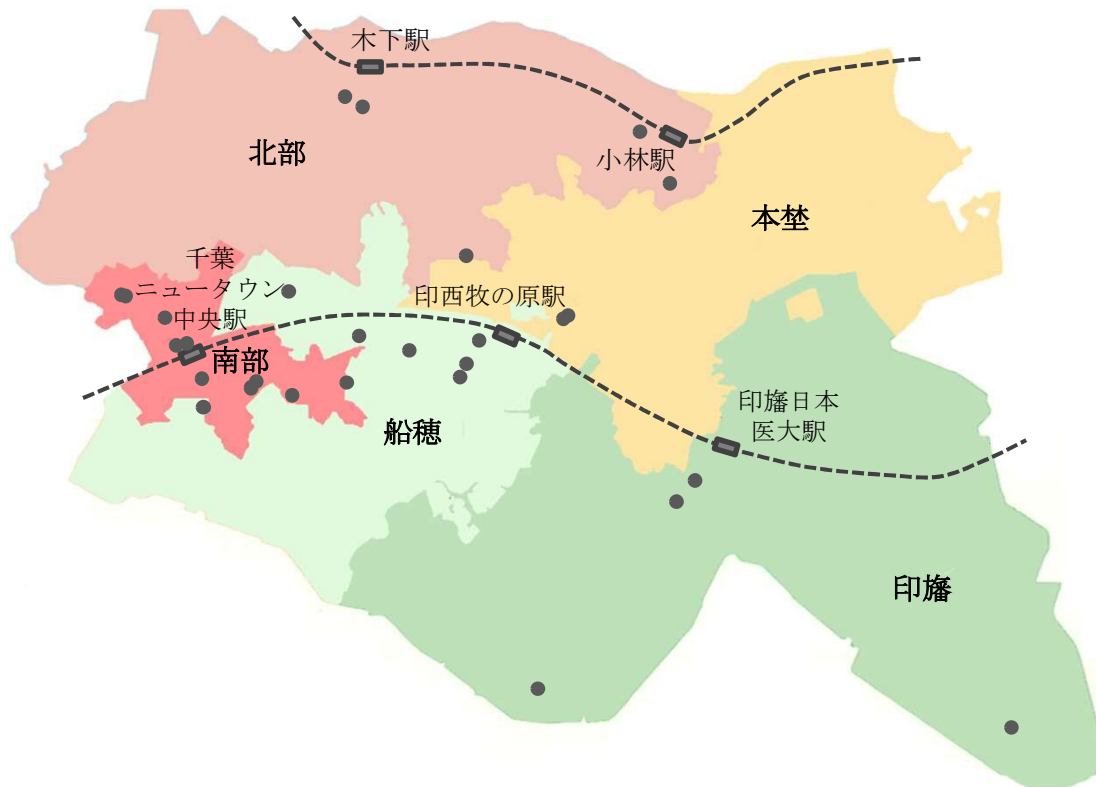 木下駅
北部
小林駅
本埜
千葉
ニュータウン
中央駅
印西牧の原駅
南部
船穂
印旛日本
医大駅
印旛